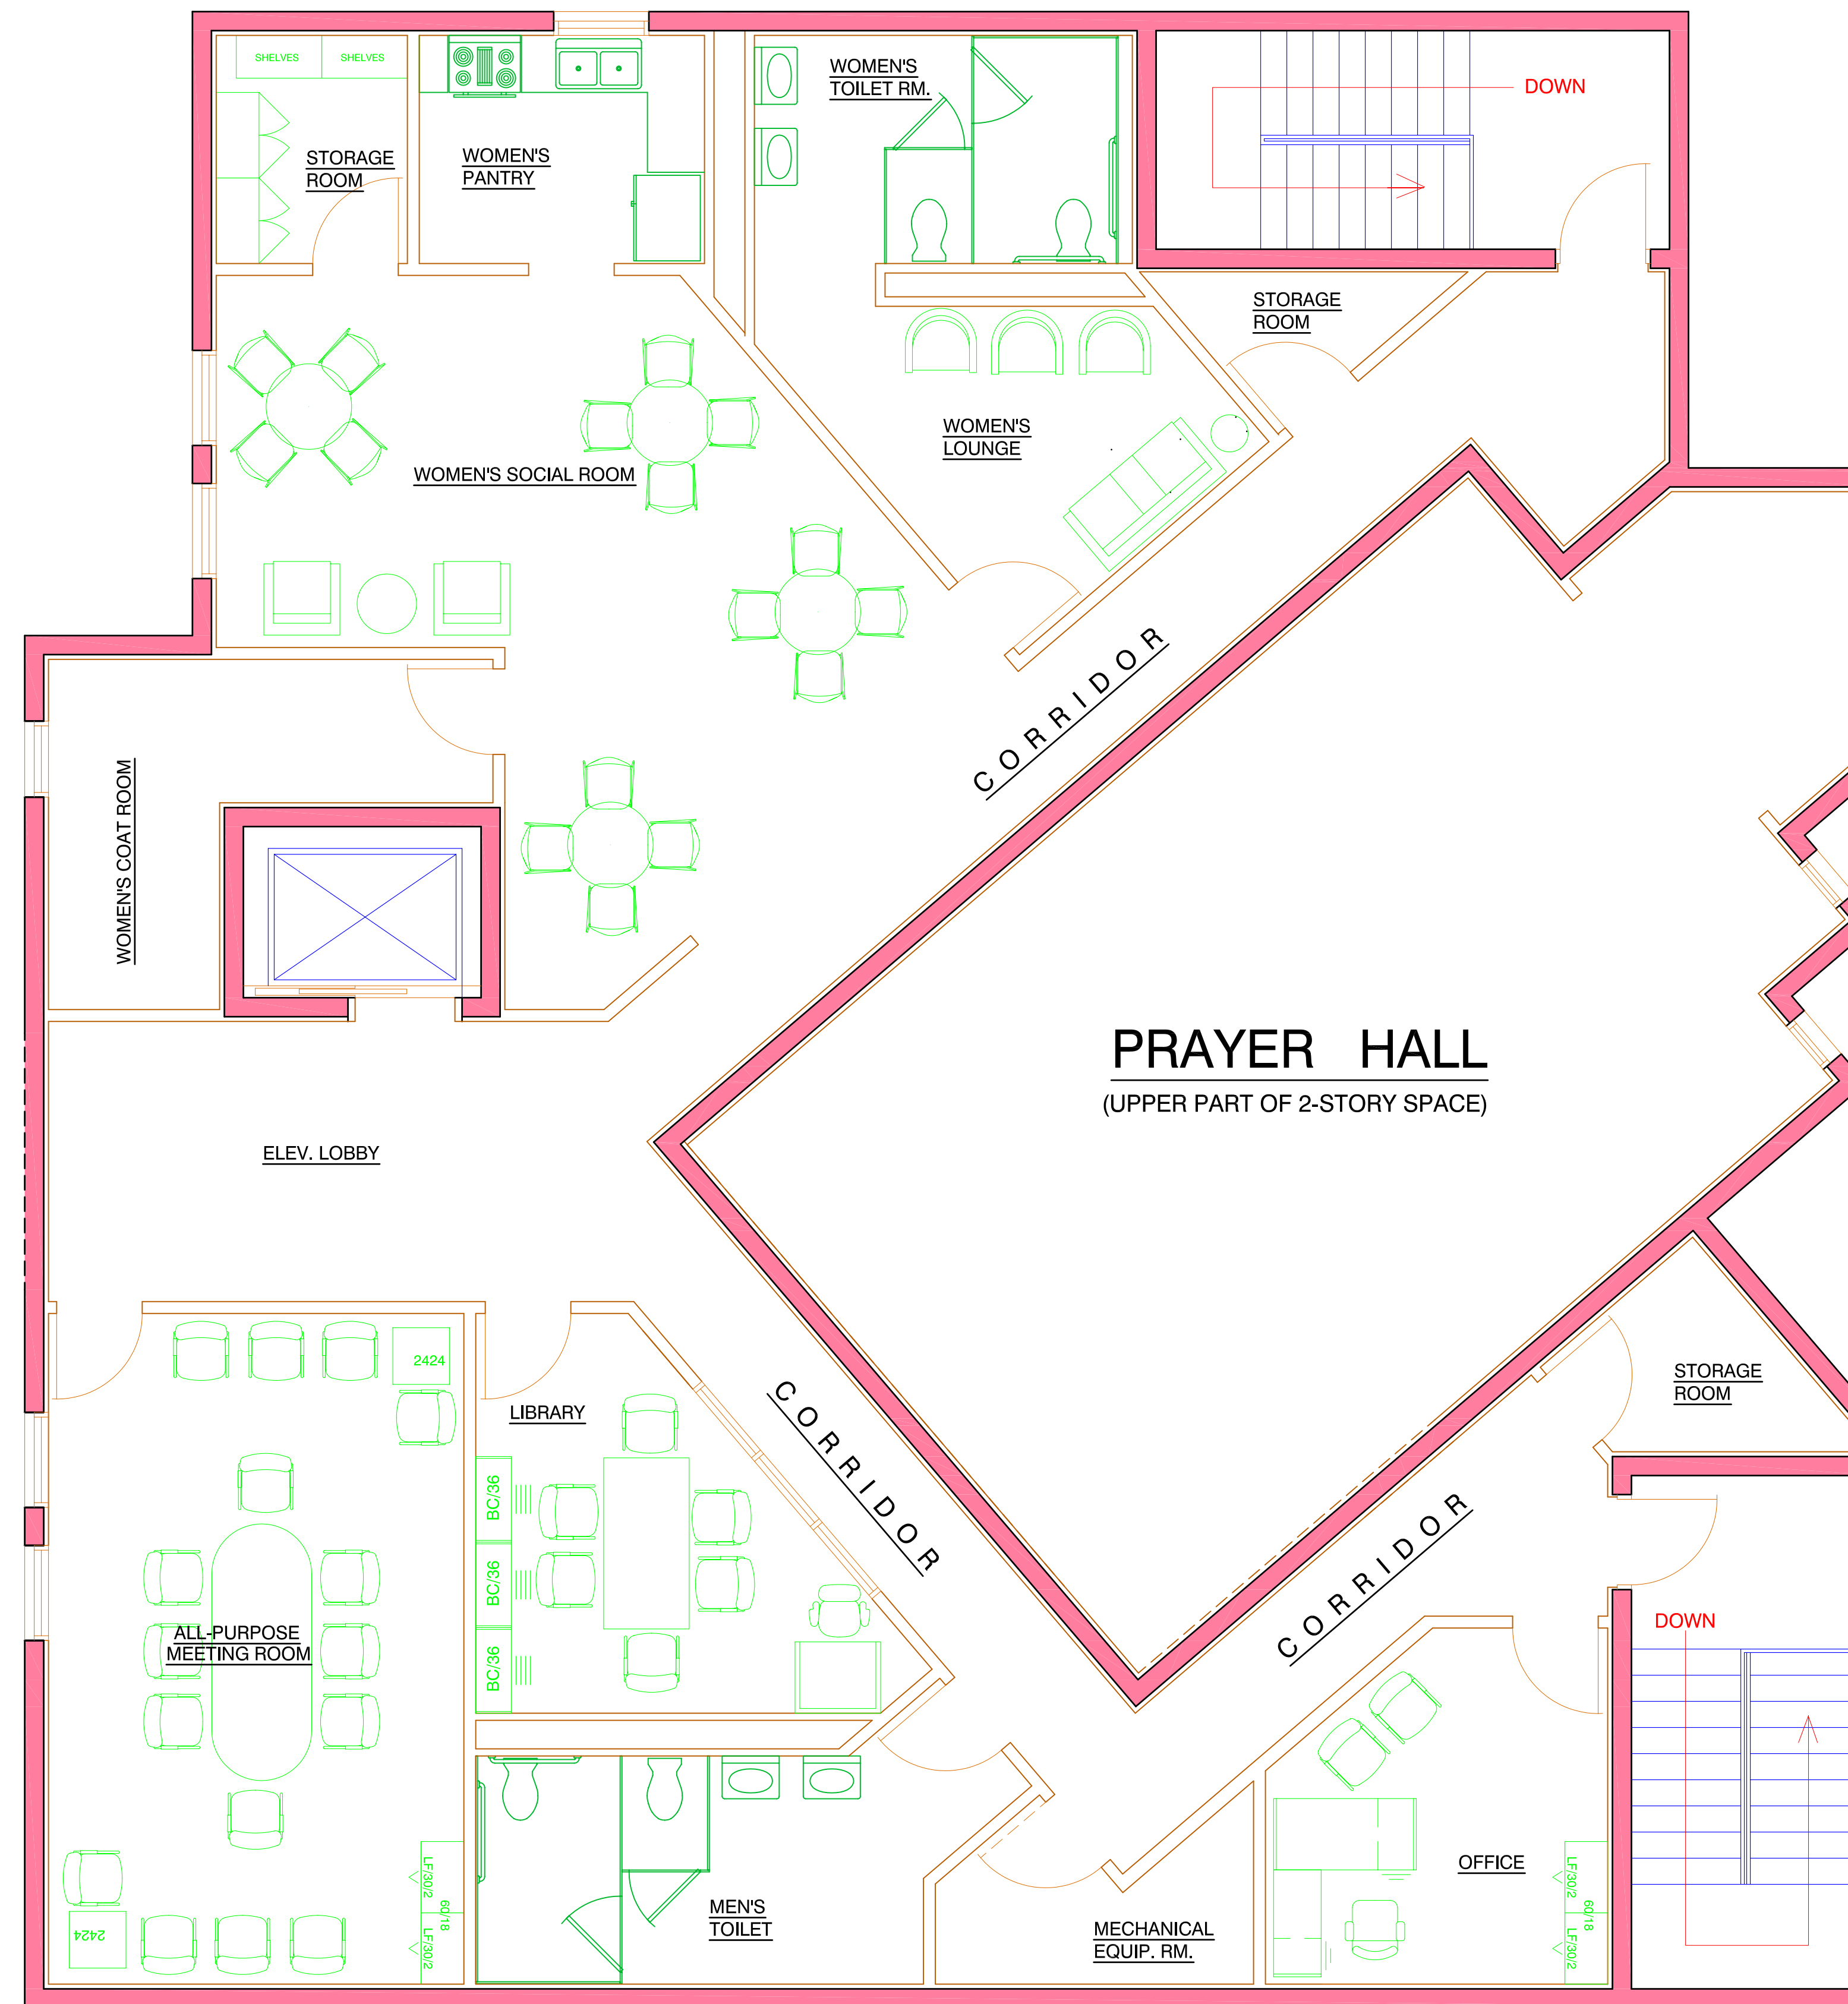 SHELVES
SHELVES
STORAGE
ROOM
WOMEN'S
PANTRY
WOMEN'S
TOILET RM.
DOWN
STORAGE
ROOM
WOMEN'S
LOUNGE
WOMEN'S SOCIAL ROOM
CORRIDOR
WOMEN'S COAT ROOM
PRAYER HALL
(UPPER PART OF 2-STORY SPACE)
ELEV. LOBBY
2424
LIBRARY
CORRIDOR
STORAGE
ROOM
BC/36
BC/36
BC/36
CORRIDOR
DOWN
ALL-PURPOSE
MEETING ROOM
LF/30/2
60/18
LF/30/2
2424
MEN'S
TOILET
MECHANICAL
EQUIP. RM.
OFFICE
LF/30/2
60/18
LF/30/2